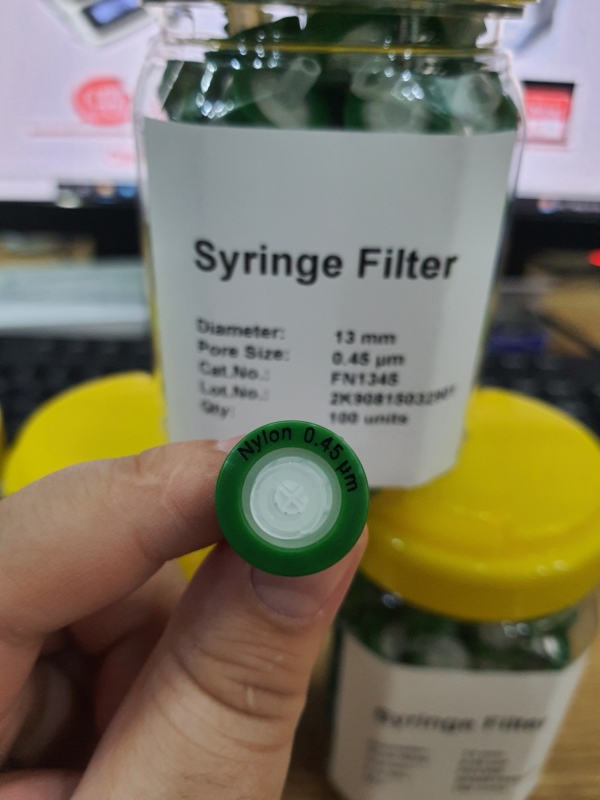 Syringe Filter
Diameter: 13 mm
Pore Size: 0.45 µm
Cat.No.: FN1345
Lot.No.:
Qty: 100 units
Nylon 0.45 µm
Syringe Filter